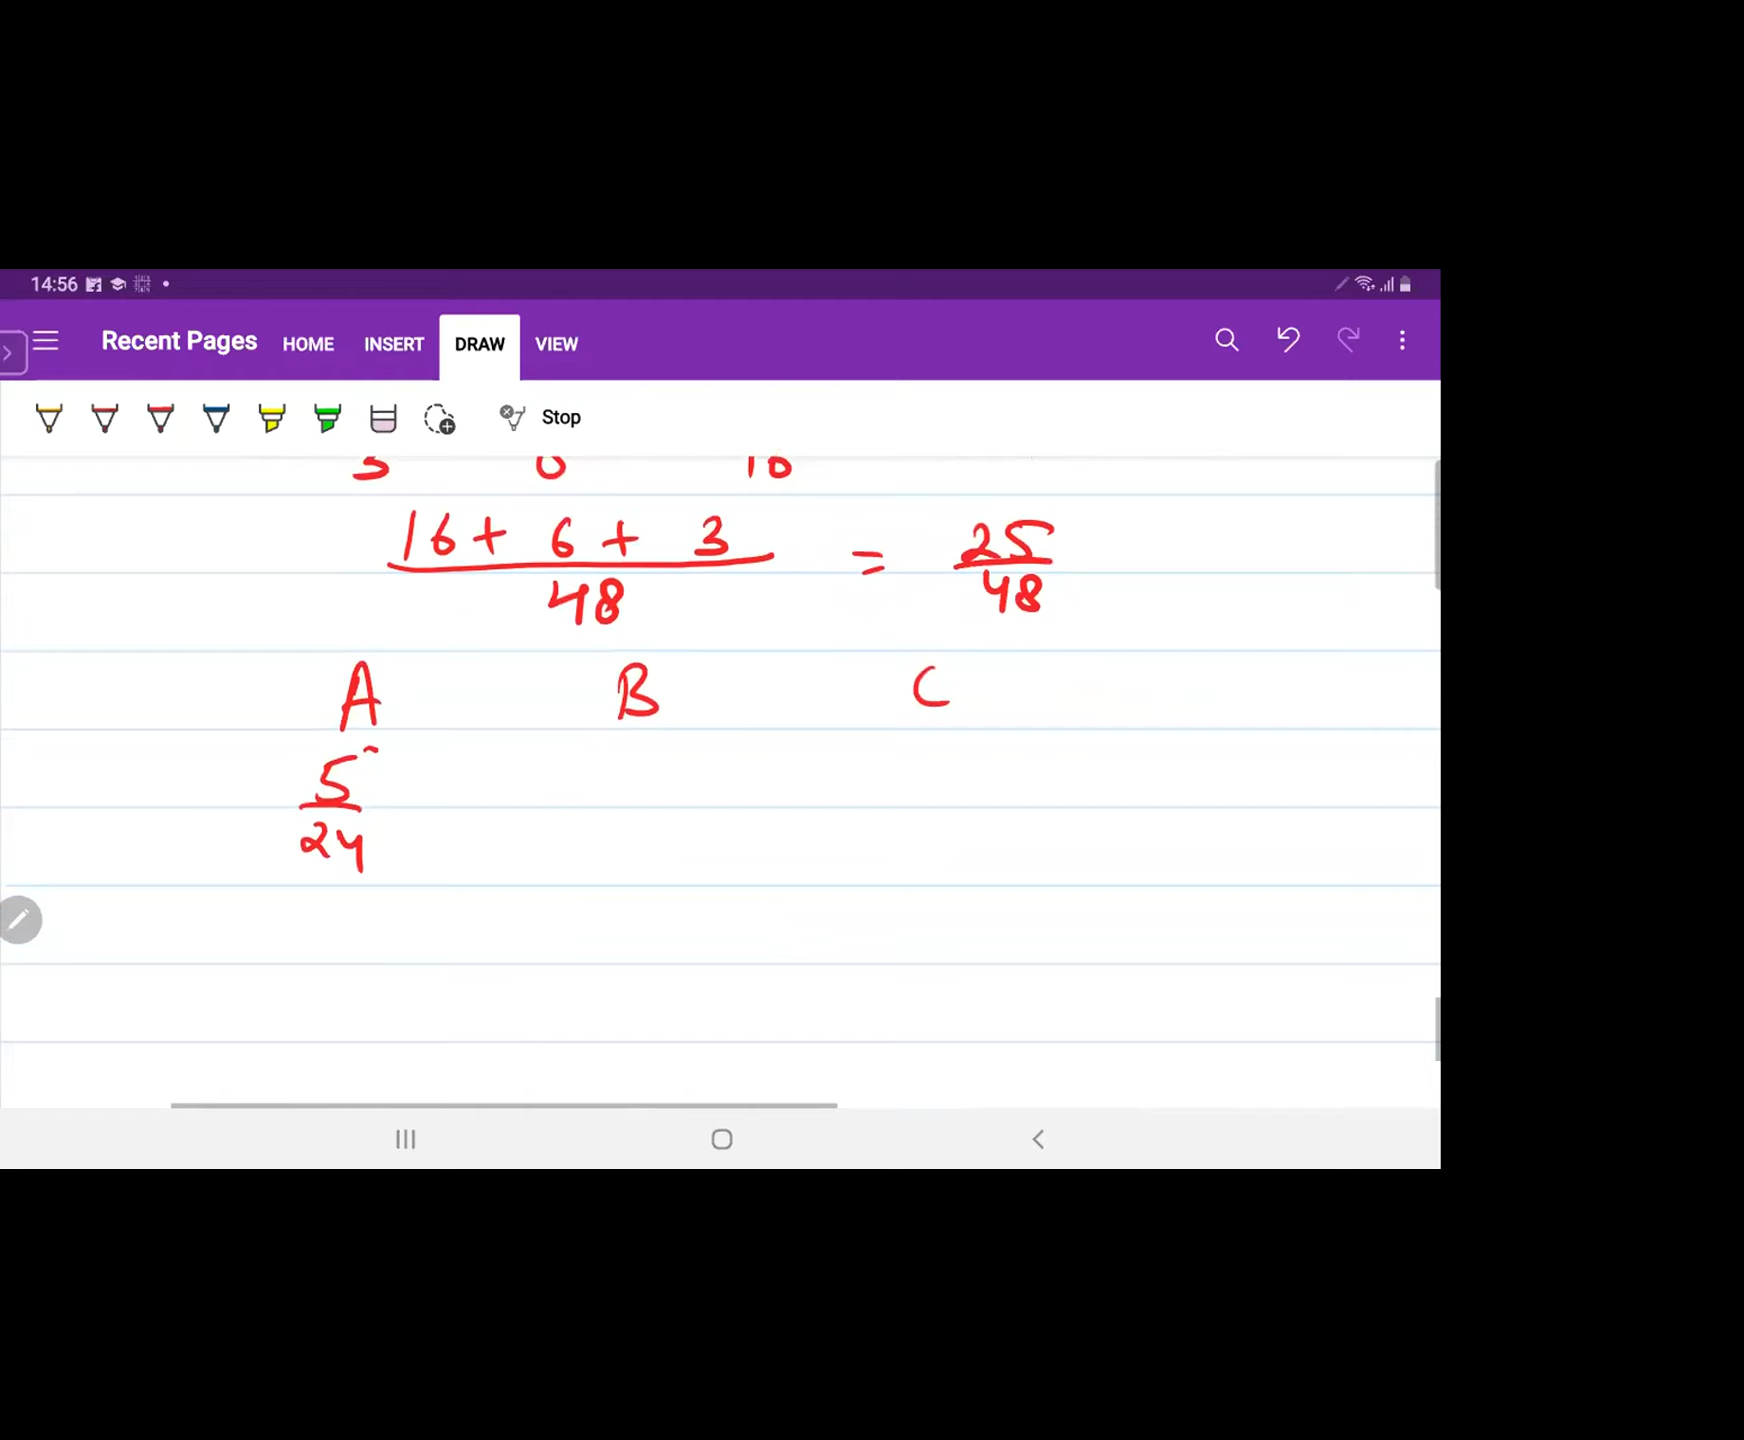 14:56
Recent Pages HOME INSERT DRAW VIEW
Stop
16 + 6 + 3 = 25
48 48
A B C
5
24